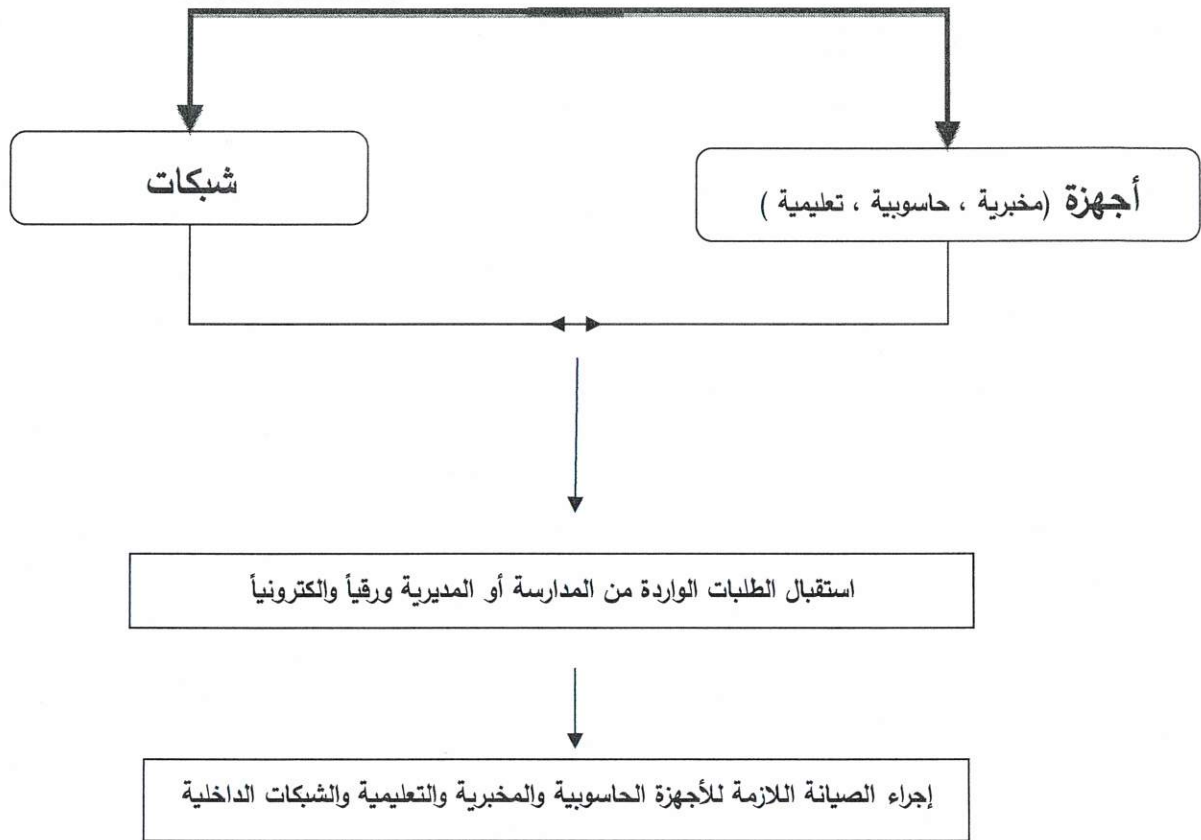 أجهزة (مخبرية ، حاسوبية ، تعليمية )
شبكات
استقبال الطلبات الواردة من المدارسة أو المديرية ورقياً والكترونياً
إجراء الصيانة اللازمة للأجهزة الحاسوبية والمخبرية والتعليمية والشبكات الداخلية